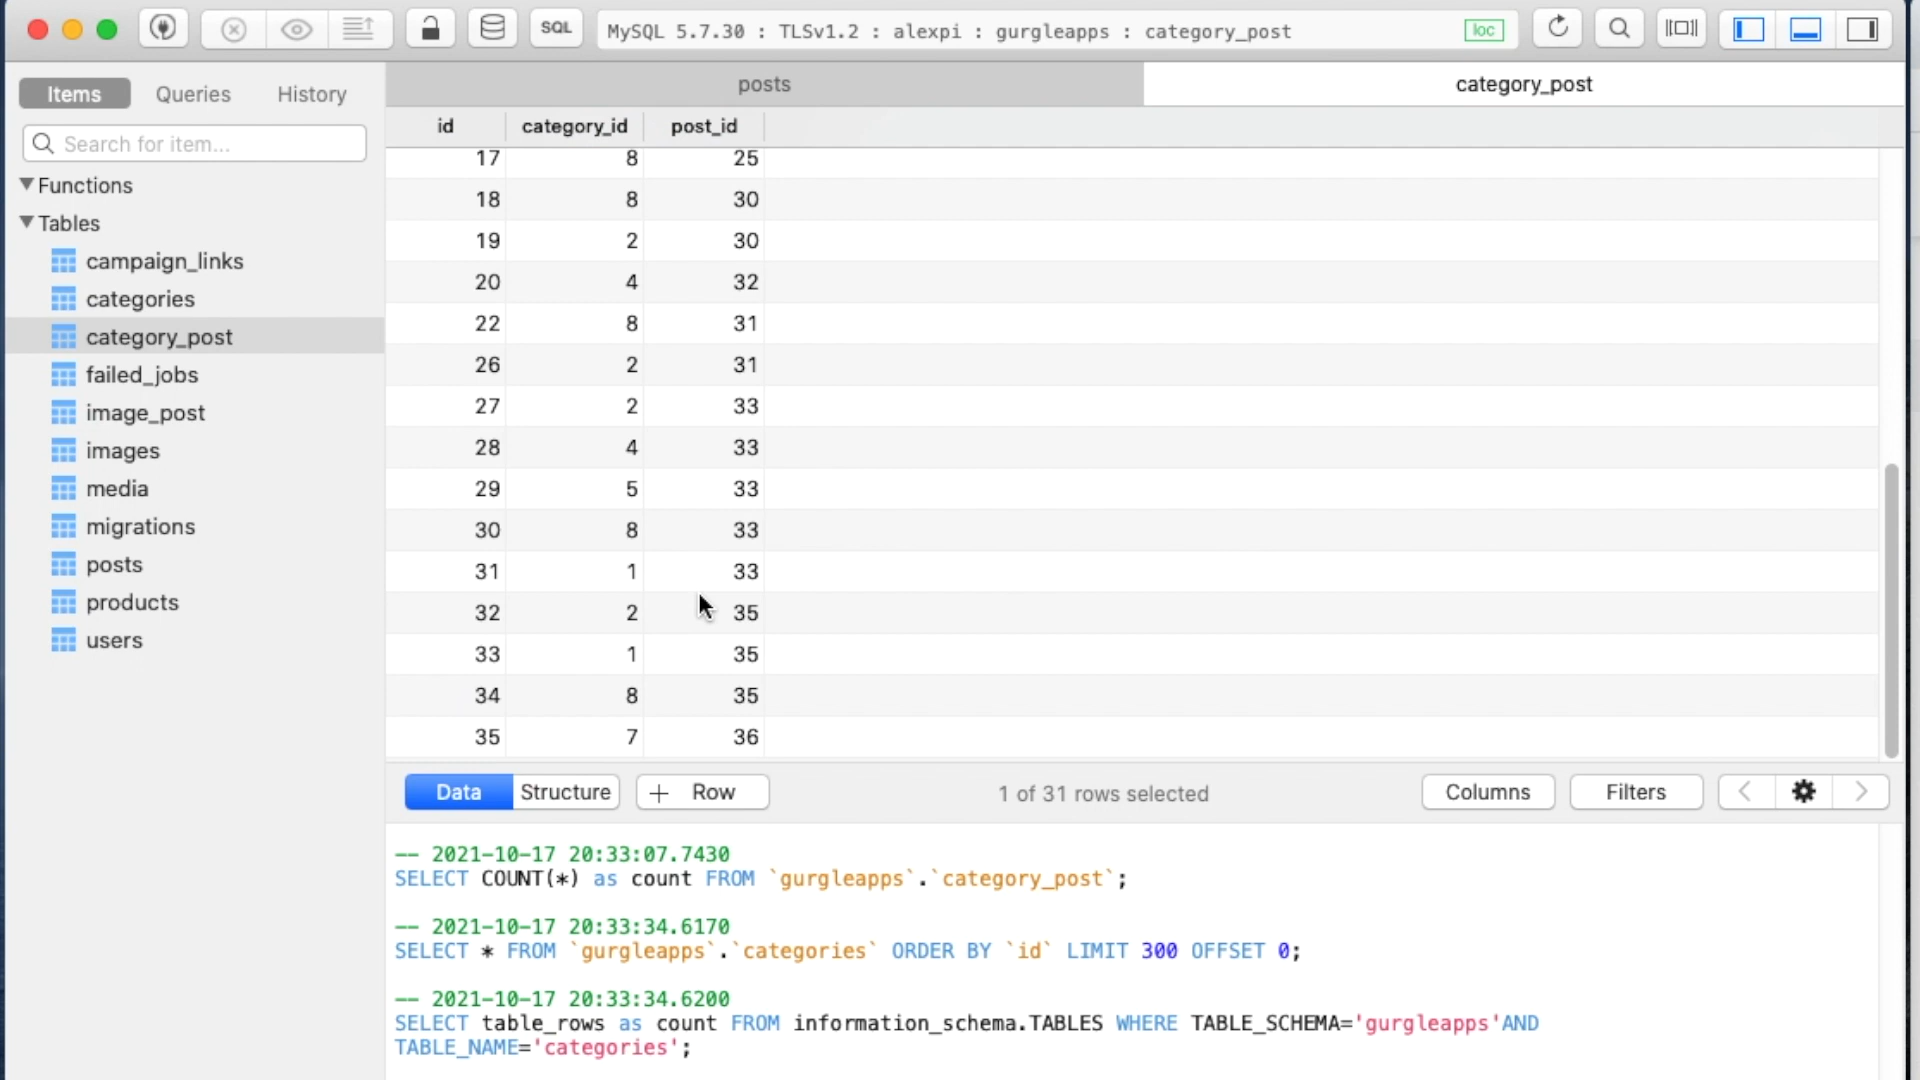 SQL
MySQL 5.7.30 : TLSv1.2 : alexpi : gurgleapps : category_post
loc
Items Queries History
Search for item...
Functions
Tables
campaign_links
categories
category_post
failed_jobs
image_post
images
media
migrations
posts
products
users
posts category_post
id category_id post_id
17 8 25
18 8 30
19 2 30
20 4 32
22 8 31
26 2 31
27 2 33
28 4 33
29 5 33
30 8 33
31 1 33
32 2 35
33 1 35
34 8 35
35 7 36
Data Structure + Row 1 of 31 rows selected Columns Filters
-- 2021-10-17 20:33:07.7430
SELECT COUNT(*) as count FROM `gurgleapps`.`category_post`;
-- 2021-10-17 20:33:34.6170
SELECT * FROM `gurgleapps`.`categories` ORDER BY `id` LIMIT 300 OFFSET 0;
-- 2021-10-17 20:33:34.6200
SELECT table_rows as count FROM information_schema.TABLES WHERE TABLE_SCHEMA='gurgleapps'AND
TABLE_NAME='categories';